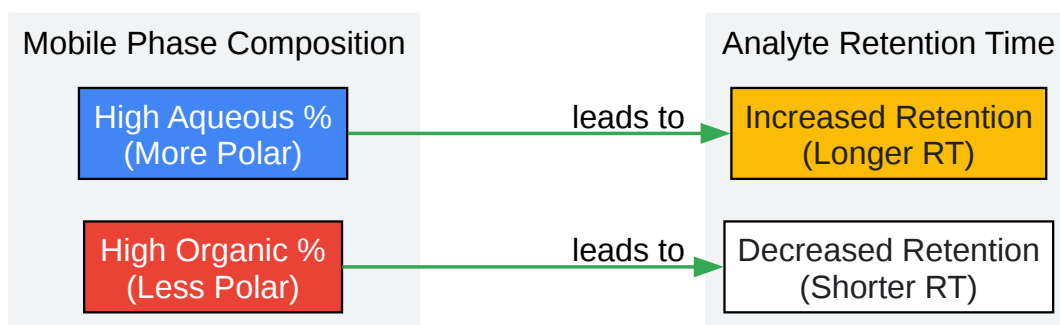 Mobile Phase Composition
Analyte Retention Time
High Aqueous %
(More Polar)
leads to
Increased Retention
(Longer RT)
High Organic %
(Less Polar)
leads to
Decreased Retention
(Shorter RT)